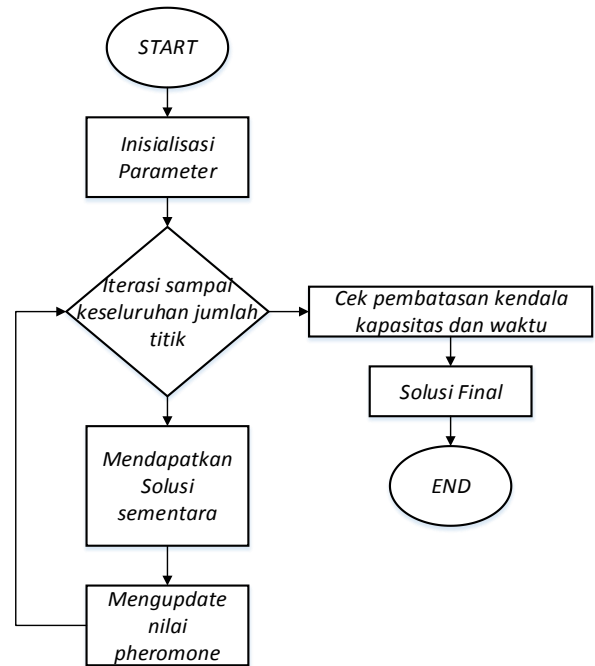 START
Inisialisasi
Parameter
Iterasi sampai
keseluruhan jumlah
titik
Cek pembatasan kendala
kapasitas dan waktu
Solusi Final
END
Mendapatkan
Solusi
sementara
Mengupdate
nilai
pheromone